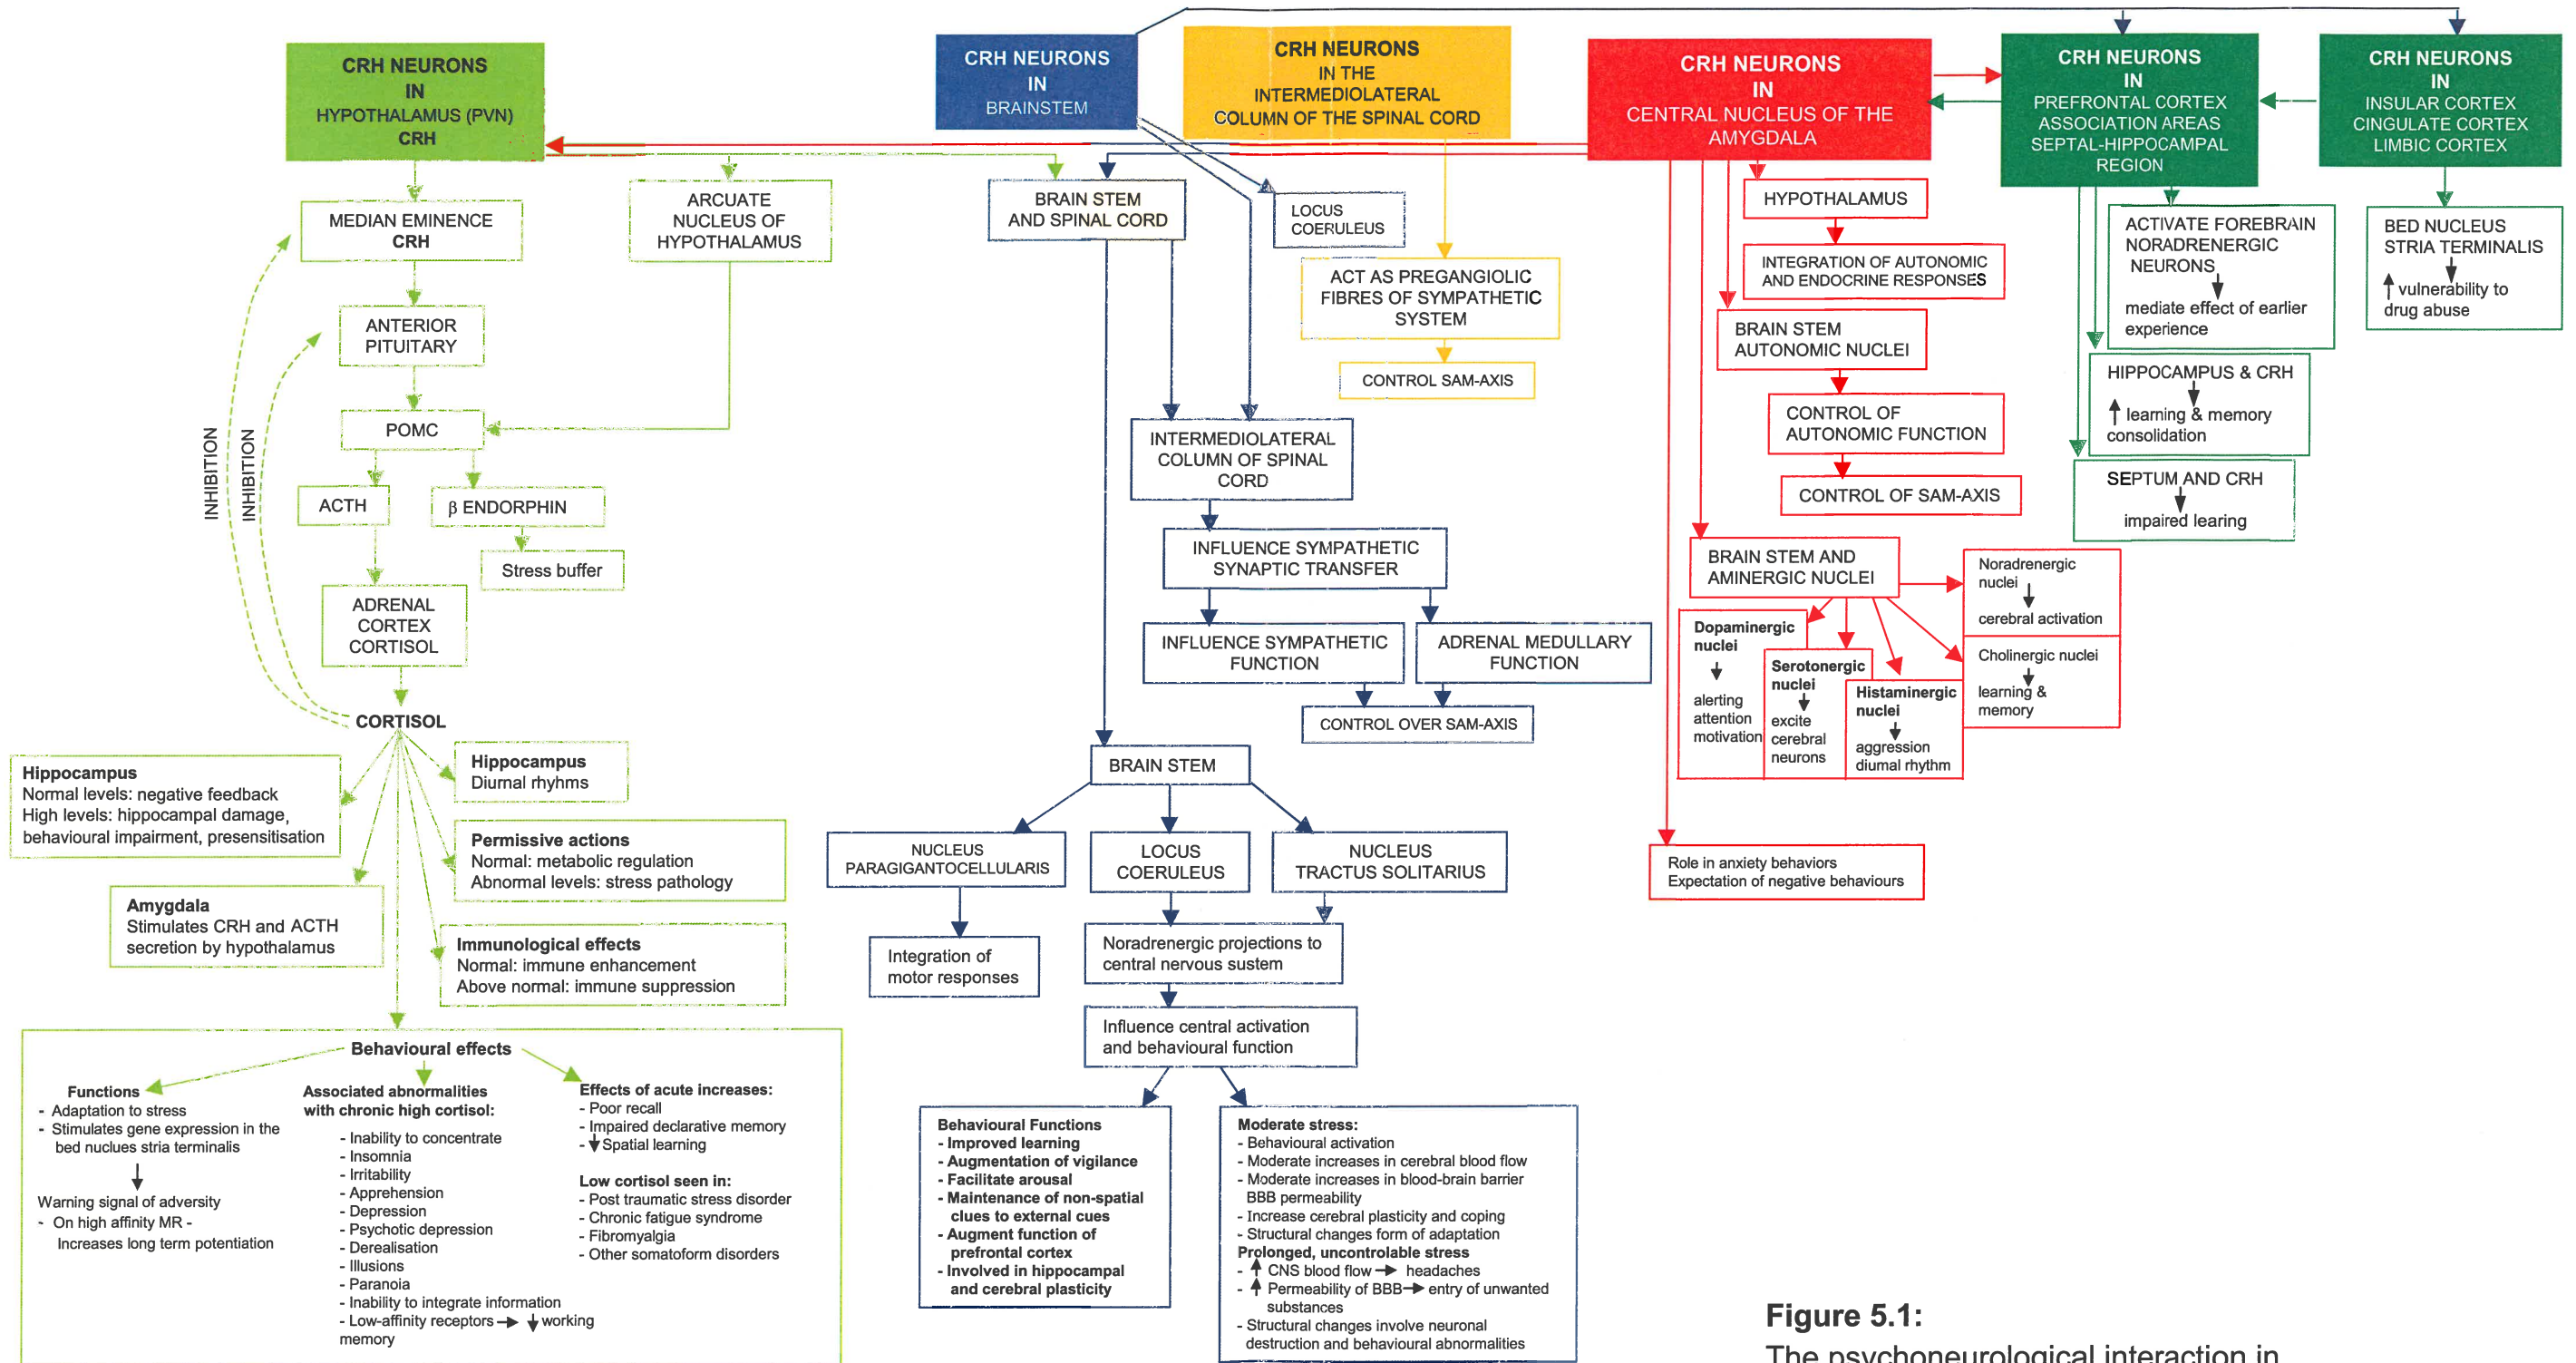 CRH NEURONS
IN
HYPOTHALAMUS (PVN)
CRH
MEDIAN EMINENCE
CRH
ARCUATE
NUCLEUS OF
HYPOTHALAMUS
ANTERIOR
PITUITARY
POMC
INHIBITION
INHIBITION
ACTH
β ENDORPHIN
Stress buffer
ADRENAL
CORTEX
CORTISOL
CORTISOL
Hippocampus
Normal levels: negative feedback
High levels: hippocampal damage,
behavioural impairment, presensitisation
Hippocampus
Diurnal rhyhms
Permissive actions
Normal: metabolic regulation
Abnormal levels: stress pathology
Amygdala
Stimulates CRH and ACTH
secretion by hypothalamus
Immunological effects
Normal: immune enhancement
Above normal: immune suppression
Behavioural effects
Functions
- Adaptation to stress
- Stimulates gene expression in the
bed nuclues stria terminalis
Warning signal of adversity
- On high affinity MR -
Increases long term potentiation
Associated abnormalities
with chronic high cortisol:
- Inability to concentrate
- Insomnia
- Irritability
- Apprehension
- Depression
- Psychotic depression
- Derealisation
- Illusions
- Paranoia
- Inability to integrate information
- Low-affinity receptors → ↓ working
memory
Effects of acute increases:
- Poor recall
- Impaired declarative memory
- ↓ Spatial learning
Low cortisol seen in:
- Post traumatic stress disorder
- Chronic fatigue syndrome
- Fibromyalgia
- Other somatoform disorders
CRH NEURONS
IN
BRAINSTEM
BRAIN STEM
AND SPINAL CORD
LOCUS
COERULEUS
INTERMEDIOLATERAL
COLUMN OF SPINAL
CORD
INFLUENCE SYMPATHETIC
SYNAPTIC TRANSFER
INFLUENCE SYMPATHETIC
FUNCTION
ADRENAL MEDULLARY
FUNCTION
CONTROL OVER SAM-AXIS
BRAIN STEM
NUCLEUS
PARAGIGANTOCELLULARIS
LOCUS
COERULEUS
NUCLEUS
TRACTUS SOLITARIUS
Integration of
motor responses
Noradrenergic projections to
central nervous sustem
Influence central activation
and behavioural function
Behavioural Functions
- Improved learning
- Augmentation of vigilance
- Facilitate arousal
- Maintenance of non-spatial
clues to external cues
- Augment function of
prefrontal cortex
- Involved in hippocampal
and cerebral plasticity
Moderate stress:
- Behavioural activation
- Moderate increases in cerebral blood flow
- Moderate increases in blood-brain barrier
BBB permeability
- Increase cerebral plasticity and coping
- Structural changes form of adaptation
Prolonged, uncontrolable stress
- ↑ CNS blood flow → headaches
- ↑ Permeability of BBB → entry of unwanted
substances
- Structural changes involve neuronal
destruction and behavioural abnormalities
CRH NEURONS
IN THE
INTERMEDIOLATERAL
COLUMN OF THE SPINAL CORD
ACT AS PREGANGIOLIC
FIBRES OF SYMPATHETIC
SYSTEM
CONTROL SAM-AXIS
CRH NEURONS
IN
CENTRAL NUCLEUS OF THE
AMYGDALA
HYPOTHALAMUS
INTEGRATION OF AUTONOMIC
AND ENDOCRINE RESPONSES
BRAIN STEM
AUTONOMIC NUCLEI
CONTROL OF
AUTONOMIC FUNCTION
CONTROL OF SAM-AXIS
BRAIN STEM AND
AMINERGIC NUCLEI
Dopaminergic
nuclei
alerting
attention
motivation
Serotonergic
nuclei
excite
cerebral
neurons
Histaminergic
nuclei
aggression
diumal rhythm
Noradrenergic
nuclei
cerebral activation
Cholinergic nuclei
learning &
memory
Role in anxiety behaviors
Expectation of negative behaviours
CRH NEURONS
IN
PREFRONTAL CORTEX
ASSOCIATION AREAS
SEPTAL-HIPPOCAMPAL
REGION
ACTIVATE FOREBRAIN
NORADRENERGIC
NEURONS
mediate effect of earlier
experience
HIPPOCAMPUS & CRH
↑ learning & memory
consolidation
SEPTUM AND CRH
impaired learing
CRH NEURONS
IN
INSULAR CORTEX
CINGULATE CORTEX
LIMBIC CORTEX
BED NUCLEUS
STRIA TERMINALIS
↑ vulnerability to
drug abuse
Figure 5.1:
The psychoneurological interaction in